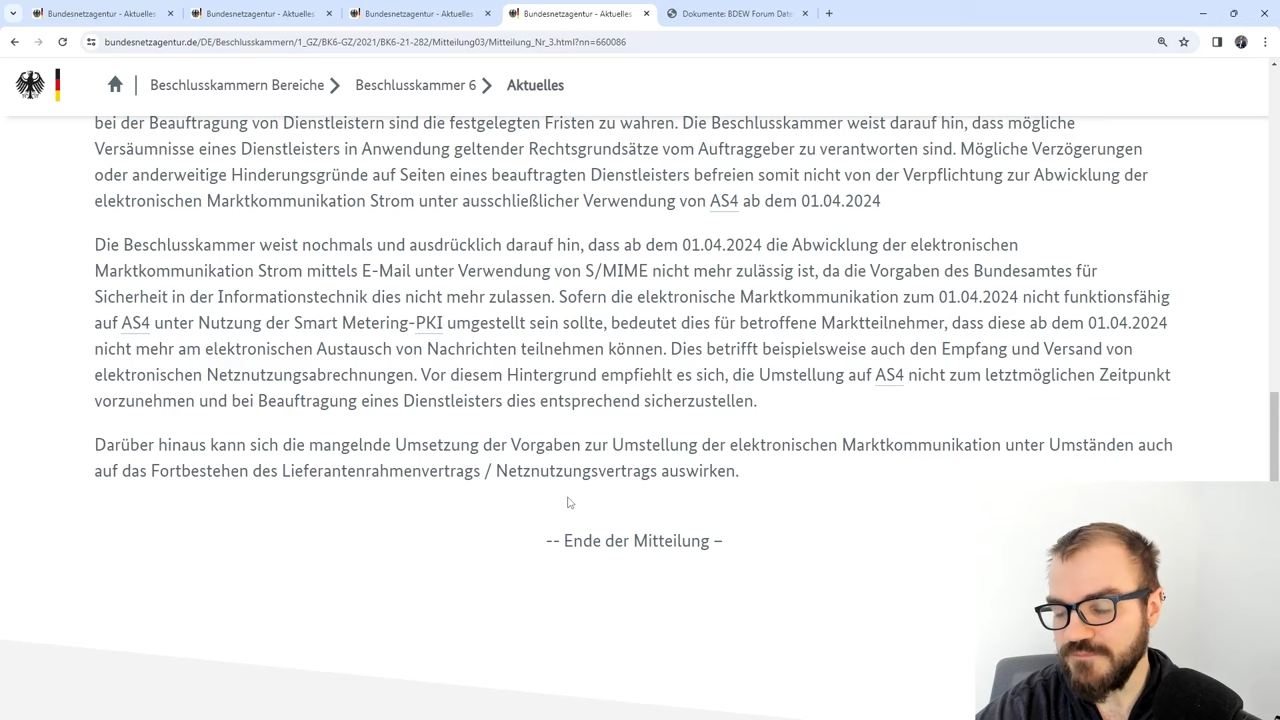 Bundesnetzagentur - Aktuelles
Bundesnetzagentur - Aktuelles
Bundesnetzagentur - Aktuelles
Bundesnetzagentur - Aktuelles
Dokumente: BDEW Forum Date
bundesnetzagentur.de/DE/Beschlusskammern/1_GZ/BK6-GZ/2021/BK6-21-282/Mitteilung03/Mitteilung_Nr_3.html?nn=660086
Beschlusskammern Bereiche Beschlusskammer 6 Aktuelles
bei der Beauftragung von Dienstleistern sind die festgelegten Fristen zu wahren. Die Beschlusskammer weist darauf hin, dass mögliche
Versäumnisse eines Dienstleisters in Anwendung geltender Rechtsgrundsätze vom Auftraggeber zu verantworten sind. Mögliche Verzögerungen
oder anderweitige Hinderungsgründe auf Seiten eines beauftragten Dienstleisters befreien somit nicht von der Verpflichtung zur Abwicklung der
elektronischen Marktkommunikation Strom unter ausschließlicher Verwendung von AS4 ab dem 01.04.2024
Die Beschlusskammer weist nochmals und ausdrücklich darauf hin, dass ab dem 01.04.2024 die Abwicklung der elektronischen
Marktkommunikation Strom mittels E-Mail unter Verwendung von S/MIME nicht mehr zulässig ist, da die Vorgaben des Bundesamtes für
Sicherheit in der Informationstechnik dies nicht mehr zulassen. Sofern die elektronische Marktkommunikation zum 01.04.2024 nicht funktionsfähig
auf AS4 unter Nutzung der Smart Metering-PKI umgestellt sein sollte, bedeutet dies für betroffene Marktteilnehmer, dass diese ab dem 01.04.2024
nicht mehr am elektronischen Austausch von Nachrichten teilnehmen können. Dies betrifft beispielsweise auch den Empfang und Versand von
elektronischen Netznutzungsabrechnungen. Vor diesem Hintergrund empfiehlt es sich, die Umstellung auf AS4 nicht zum letztmöglichen Zeitpunkt
vorzunehmen und bei Beauftragung eines Dienstleisters dies entsprechend sicherzustellen.
Darüber hinaus kann sich die mangelnde Umsetzung der Vorgaben zur Umstellung der elektronischen Marktkommunikation unter Umständen auch
auf das Fortbestehen des Lieferantenrahmenvertrags / Netznutzungsvertrags auswirken.
-- Ende der Mitteilung –